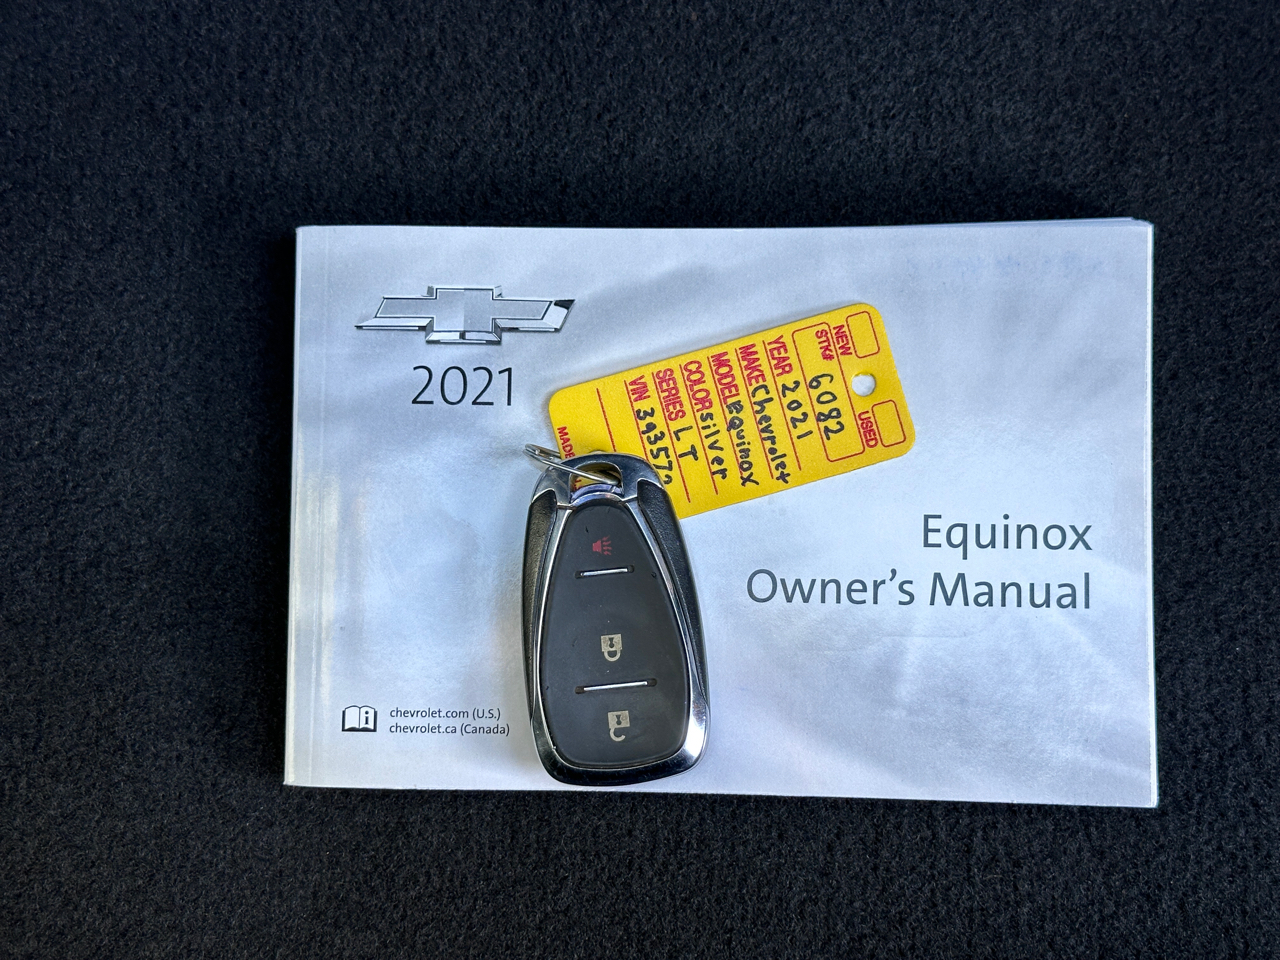 2021
NEW
USED
STK# 6082
YEAR 2021
MAKE Chevrolet
MODEL Equinox
COLOR silver
SERIES LT
VIN
MADE
Equinox
Owner's Manual
chevrolet.com (U.S.)
chevrolet.ca (Canada)